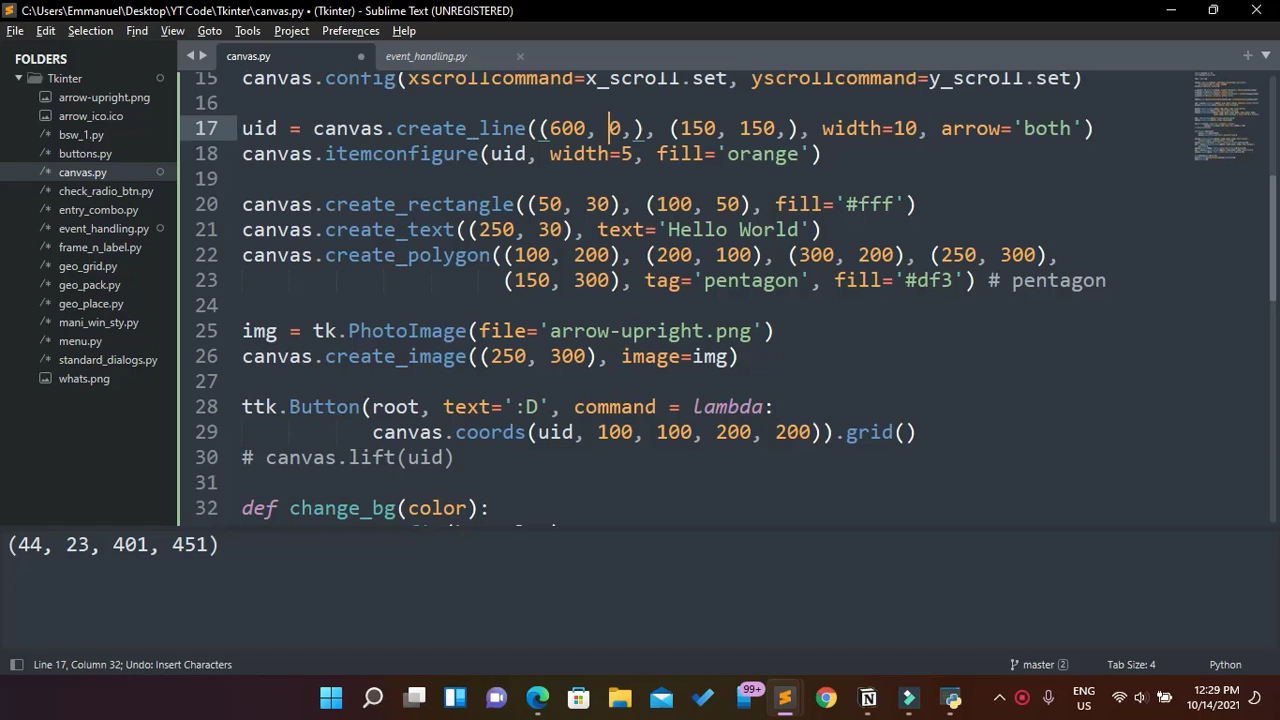 C:\Users\Emmanuel\Desktop\YT Code\Tkinter\canvas.py • (Tkinter) - Sublime Text (UNREGISTERED)
File Edit Selection Find View Goto Tools Project Preferences Help
FOLDERS
Tkinter
arrow-upright.png
arrow_ico.ico
/* bsw_1.py
/* buttons.py
/* canvas.py
/* check_radio_btn.py
/* entry_combo.py
/* event_handling.py
/* frame_n_label.py
/* geo_grid.py
/* geo_pack.py
/* geo_place.py
/* mani_win_sty.py
/* menu.py
/* standard_dialogs.py
whats.png
canvas.py event_handling.py
15 canvas.config(xscrollcommand=x_scroll.set, yscrollcommand=y_scroll.set)
16
17 uid = canvas.create_line((600, 0,), (150, 150,), width=10, arrow='both')
18 canvas.itemconfigure(uid, width=5, fill='orange')
19
20 canvas.create_rectangle((50, 30), (100, 50), fill='#fff')
21 canvas.create_text((250, 30), text='Hello World')
22 canvas.create_polygon((100, 200), (200, 100), (300, 200), (250, 300),
23 (150, 300), tag='pentagon', fill='#df3') # pentagon
24
25 img = tk.PhotoImage(file='arrow-upright.png')
26 canvas.create_image((250, 300), image=img)
27
28 ttk.Button(root, text=':D', command = lambda:
29 canvas.coords(uid, 100, 100, 200, 200)).grid()
30 # canvas.lift(uid)
31
32 def change_bg(color):
(44, 23, 401, 451)
Line 17, Column 32; Undo: Insert Characters
master 2
Tab Size: 4
Python
99+
ENG
US
12:29 PM
10/14/2021